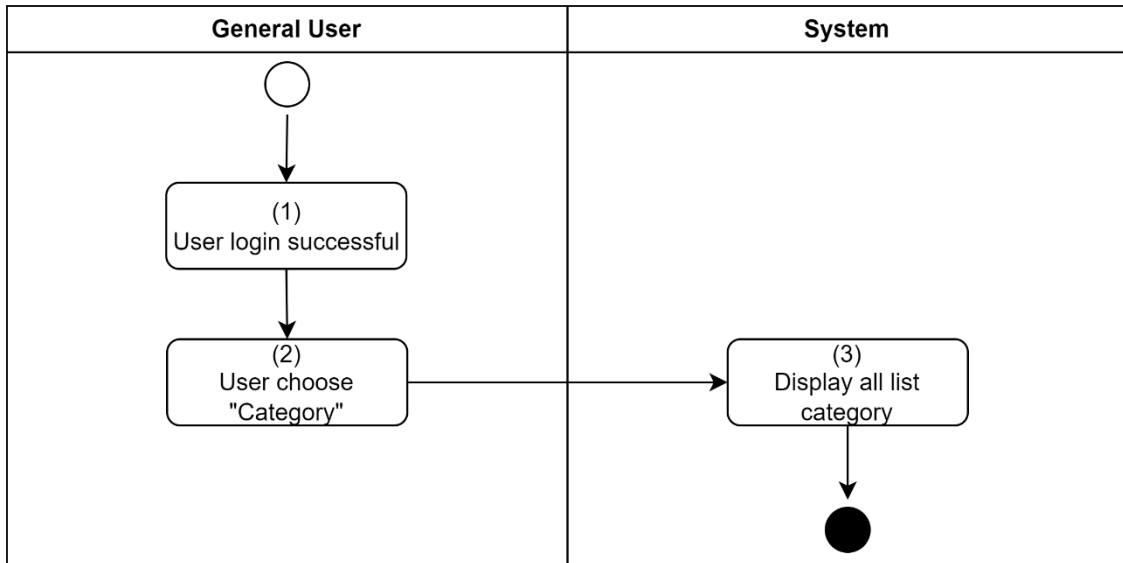 General User
System
(1)
User login successful
(2)
User choose
"Category"
(3)
Display all list
category